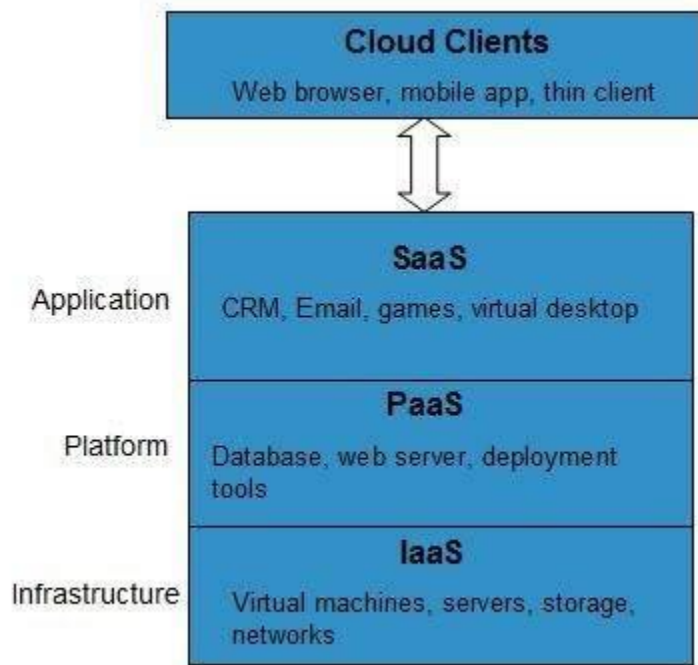 Cloud Clients
Web browser, mobile app, thin client
SaaS
Application
CRM, Email, games, virtual desktop
PaaS
Platform
Database, web server, deployment
tools
IaaS
Infrastructure
Virtual machines, servers, storage,
networks